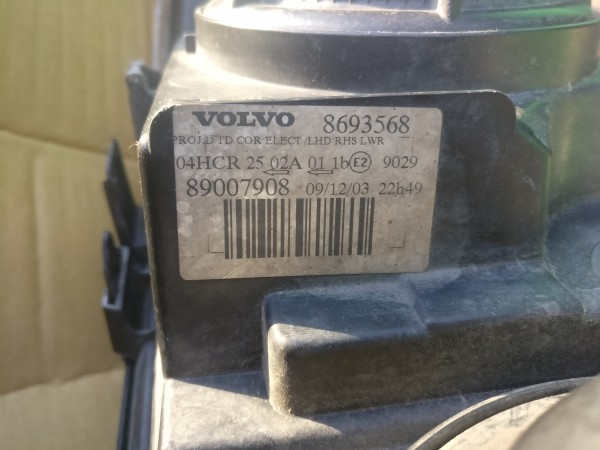 VOLVO 8693568
PROJ.D TD COR ELECT /LHD RHS LWR
04HCR 25 02A 01 1b E2 9029
89007908 09/12/03 22h49